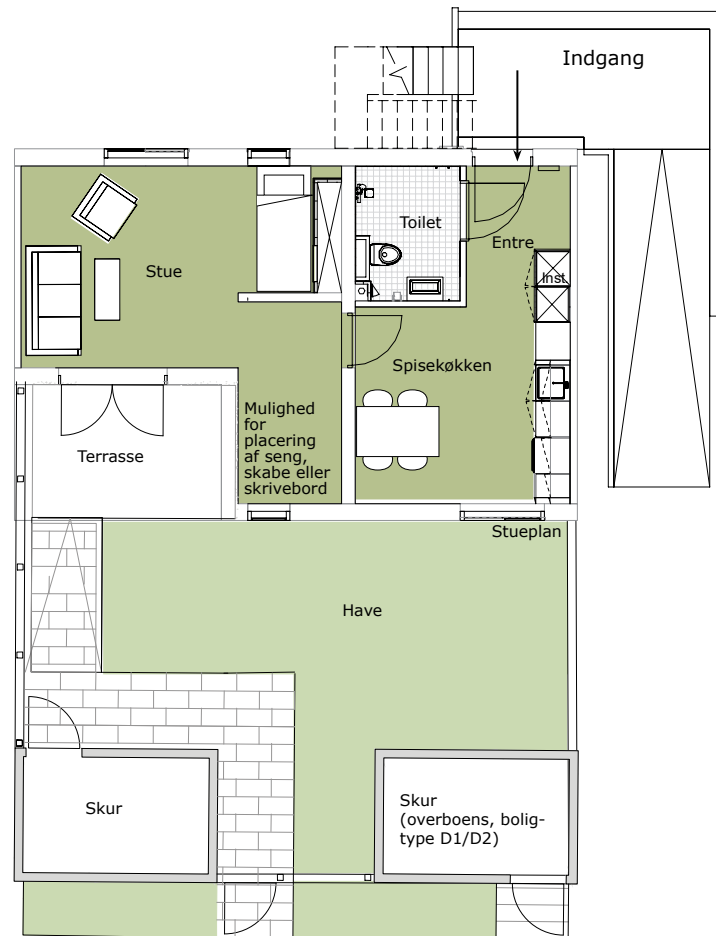 Indgang
Toilet
Entre
Stue
Inst
Spisekøkken
Mulighed
for
placering
af seng,
skabe eller
skrivebord
Terrasse
Stueplan
Have
Skur
Skur
(overboens, bolig-
type D1/D2)